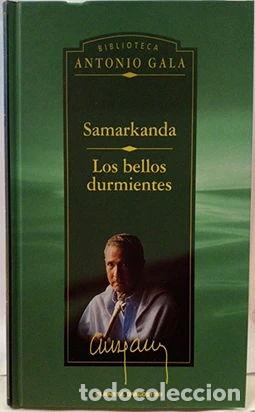 BIBLIOTECA
ANTONIO GALA
Samarkanda
Los bellos
durmientes
todocoleccion